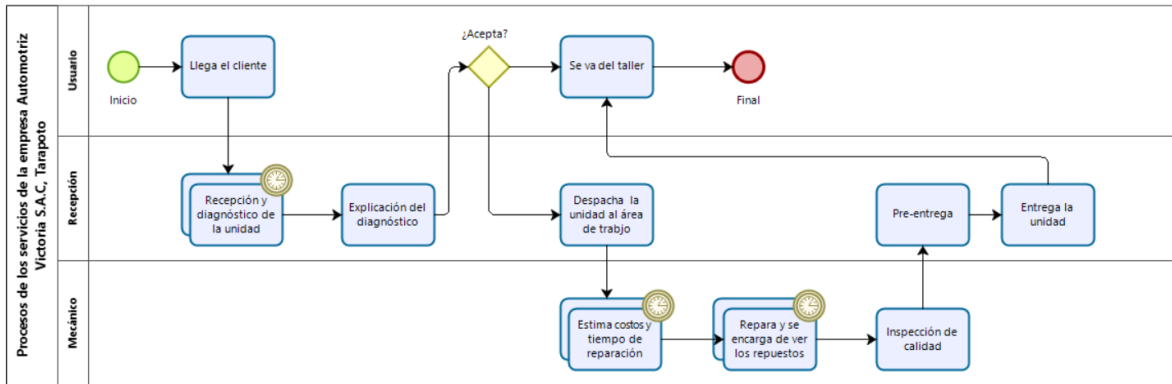 Procesos de los servicios de la empresa Automotriz
Victoria S.A.C, Tarapoto
Usuario
Inicio
Llega el cliente
¿Acepta?
Se va del taller
Final
Recepción
Recepción y
diagnóstico de
la unidad
Explicación del
diagnóstico
Despacha la
unidad al área
de trabjo
Pre-entrega
Entrega la
unidad
Mecánico
Estima costos y
tiempo de
reparación
Repara y se
encarga de ver
los repuestos
Inspección de
calidad